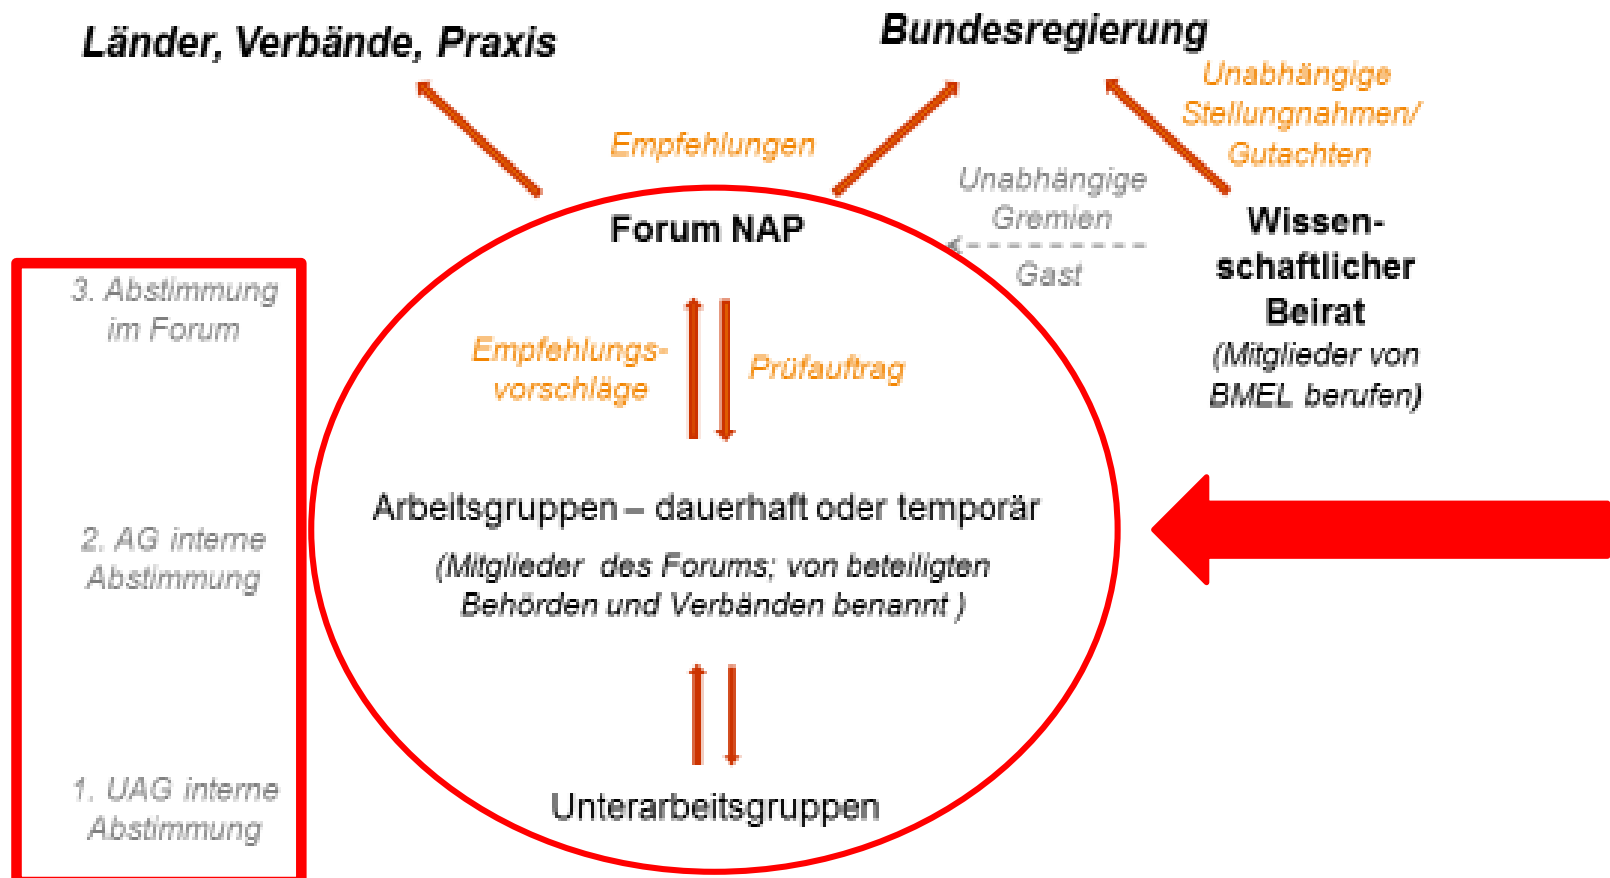 Länder, Verbände, Praxis
Bundesregierung
Unabhängige
Stellungnahmen/
Gutachten
Empfehlungen
Unabhängige
Gremien
Gast
Wissen-
schaftlicher
Beirat
(Mitglieder von
BMEL berufen)
Forum NAP
3. Abstimmung
im Forum
Empfehlungs-
vorschläge
Prüfauftrag
Arbeitsgruppen – dauerhaft oder temporär
(Mitglieder des Forums; von beteiligten
Behörden und Verbänden benannt )
2. AG interne
Abstimmung
1. UAG interne
Abstimmung
Unterarbeitsgruppen